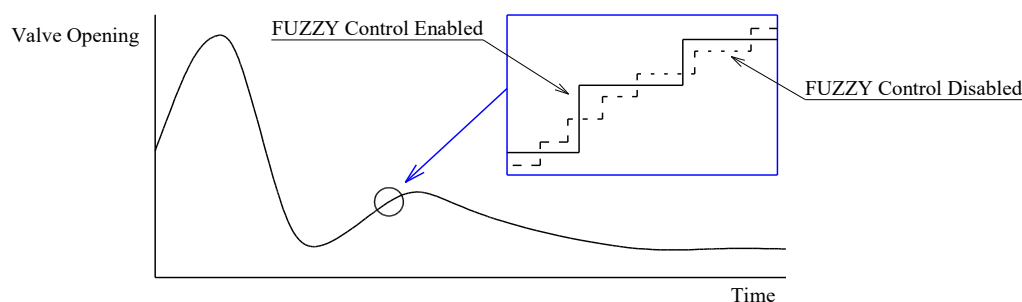 FUZZY Control Enabled
Valve Opening
FUZZY Control Disabled
Time